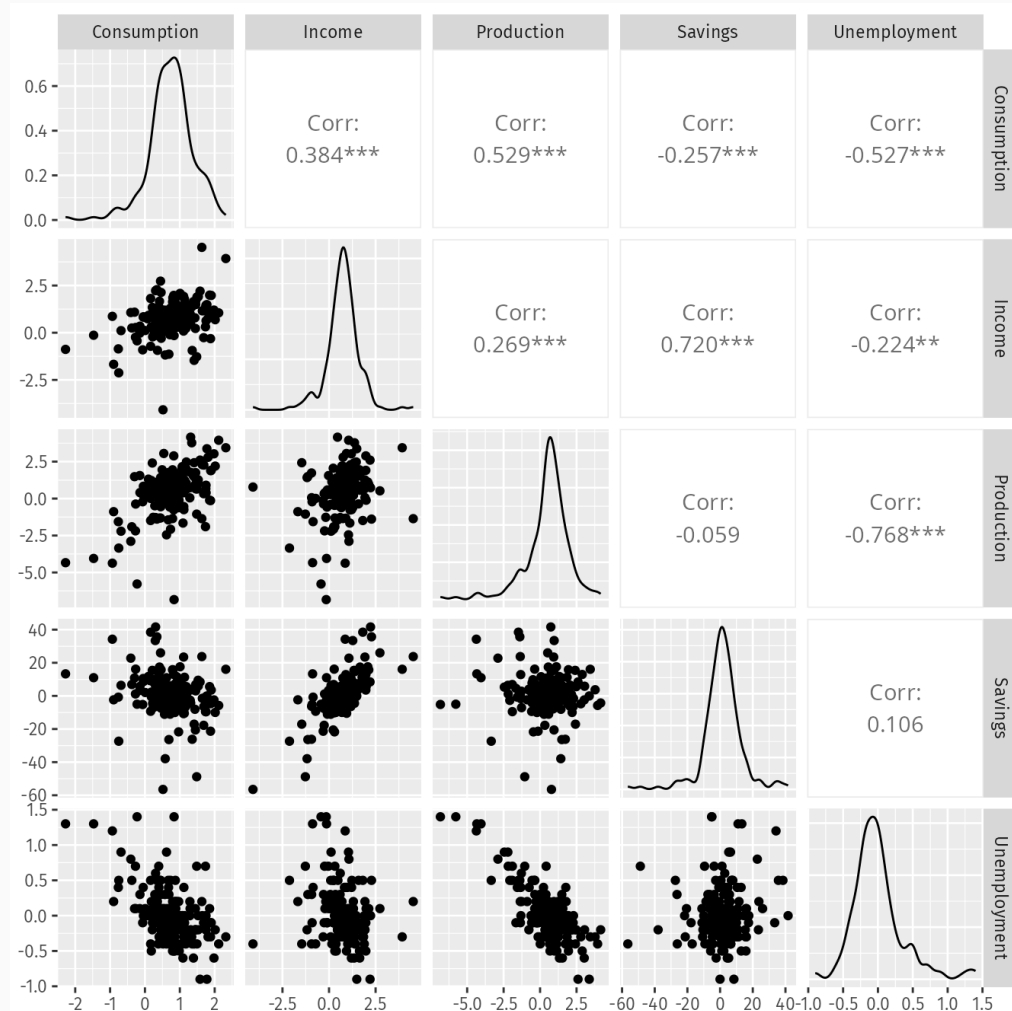 Consumption Income Production Savings Unemployment
0.6
0.4
0.2
0.0
Corr:
0.384***
Corr:
0.529***
Corr:
-0.257***
Corr:
-0.527***
Consumption
2.5
0.0
-2.5
Corr:
0.269***
Corr:
0.720***
Corr:
-0.224**
Income
2.5
0.0
-2.5
-5.0
Corr:
-0.059
Corr:
-0.768***
Production
40
20
0
-20
-40
-60
Corr:
0.106
Savings
1.5
1.0
0.5
0.0
-0.5
-1.0
Unemployment
-2 -1 0 1 2 -2.5 0.0 2.5 -5.0 -2.5 0.0 2.5 -60 -40 -20 0 20 40 -1.0 -0.5 0.0 0.5 1.0 1.5